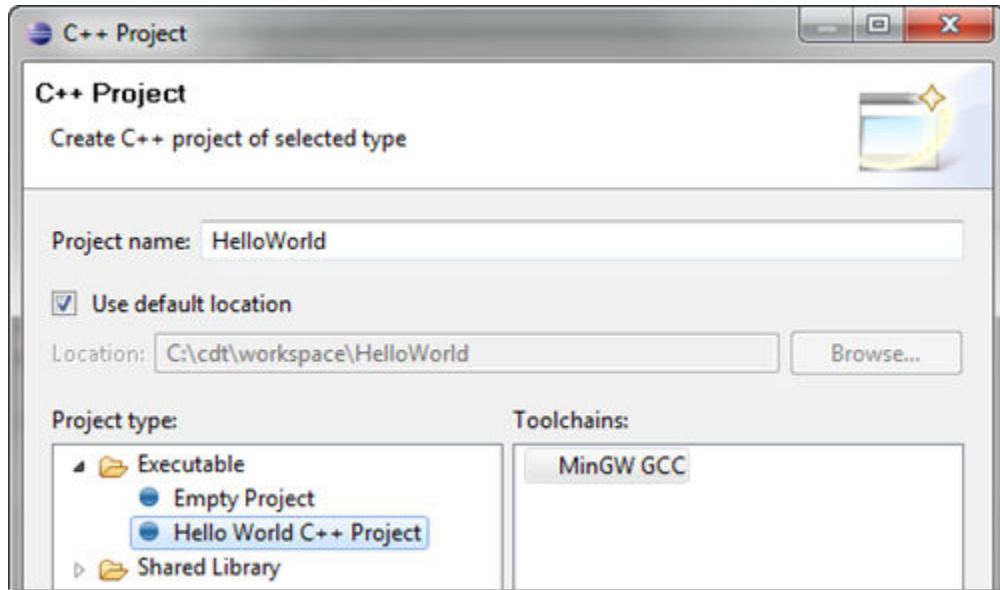 C++ Project
C++ Project
Create C++ project of selected type
Project name: HelloWorld
Use default location
Location: C:\cdt\workspace\HelloWorld Browse...
Project type: Toolchains:
Executable MinGW GCC
Empty Project
Hello World C++ Project
Shared Library